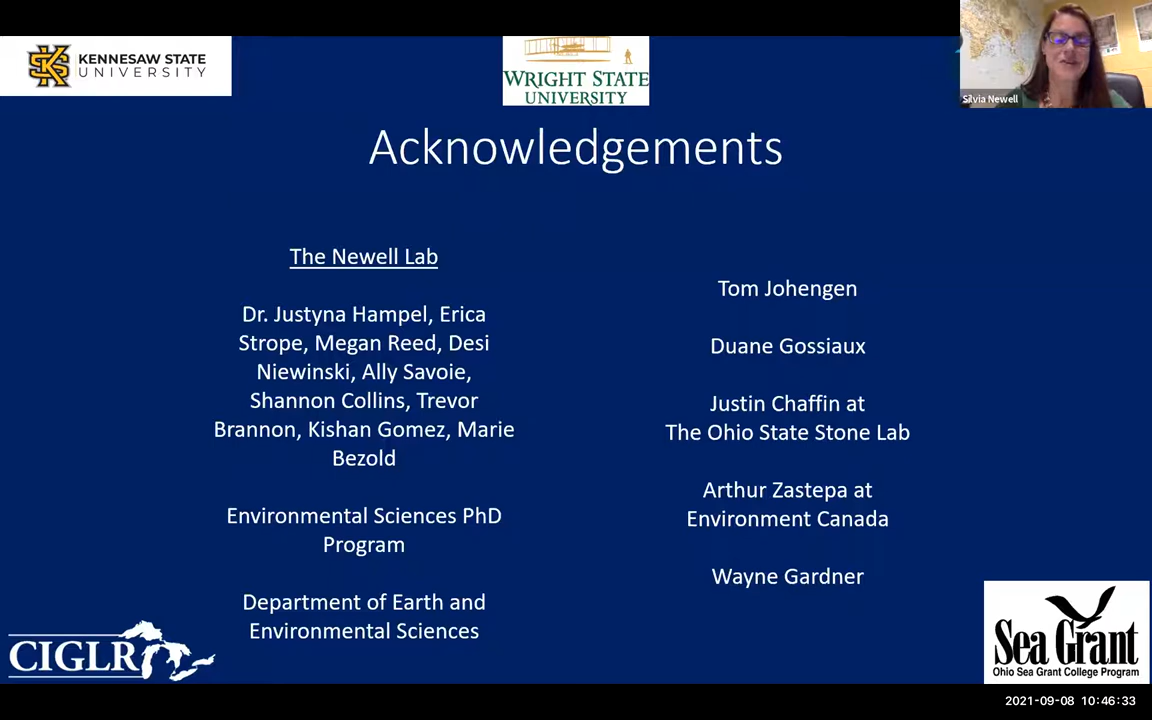 KENNESAW STATE
UNIVERSITY
WRIGHT STATE
UNIVERSITY
Silvia Newell
Acknowledgements
The Newell Lab
Dr. Justyna Hampel, Erica
Strope, Megan Reed, Desi
Niewinski, Ally Savoie,
Shannon Collins, Trevor
Brannon, Kishan Gomez, Marie
Bezold
Environmental Sciences PhD
Program
Department of Earth and
Environmental Sciences
Tom Johengen
Duane Gossiaux
Justin Chaffin at
The Ohio State Stone Lab
Arthur Zastepa at
Environment Canada
Wayne Gardner
CIGLR
Sea Grant
Ohio Sea Grant College Program
2021-09-08 10:46:33